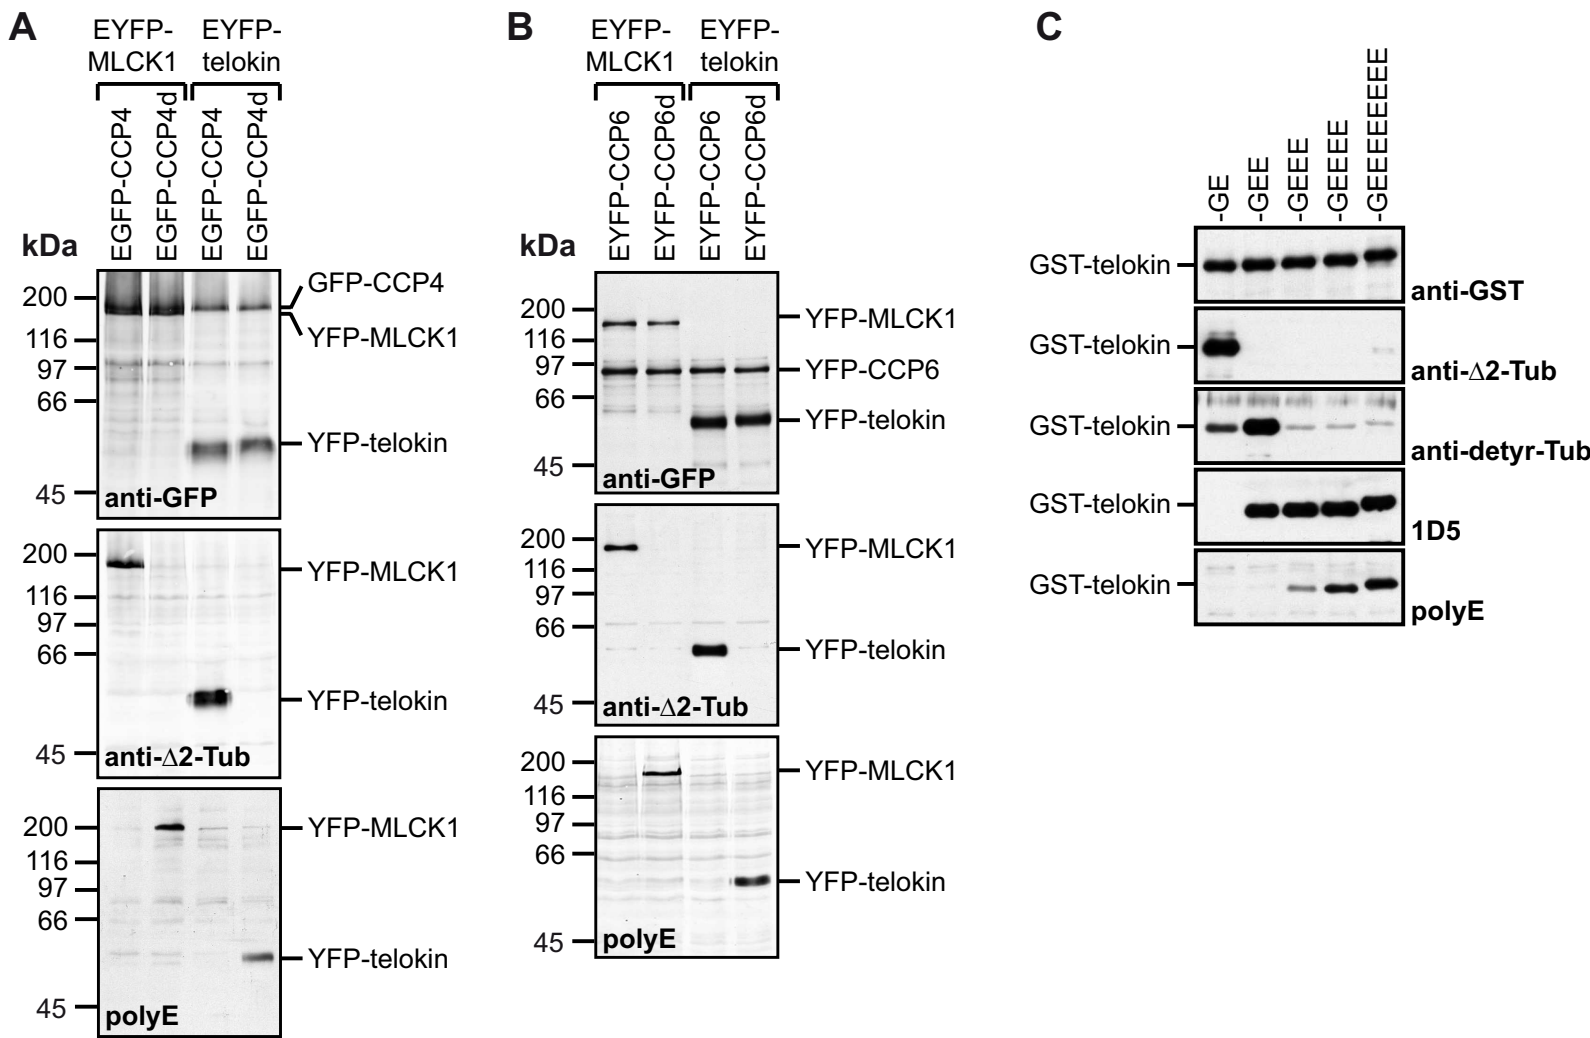 A
EYFP-
MLCK1
EYFP-
telokin
EGFP-CCP4
EGFP-CCP4d
EGFP-CCP4
EGFP-CCP4d
kDa
200
116
97
66
45
GFP-CCP4
YFP-MLCK1
YFP-telokin
anti-GFP
200
116
97
66
45
YFP-MLCK1
YFP-telokin
anti-Δ2-Tub
200
116
97
66
45
YFP-MLCK1
YFP-telokin
polyE
B
EYFP-
MLCK1
EYFP-
telokin
EYFP-CCP6
EYFP-CCP6d
EYFP-CCP6
EYFP-CCP6d
kDa
200
116
97
66
45
YFP-MLCK1
YFP-CCP6
YFP-telokin
anti-GFP
200
116
97
66
45
YFP-MLCK1
YFP-telokin
anti-Δ2-Tub
200
116
97
66
45
YFP-MLCK1
YFP-telokin
polyE
C
-GE
-GEE
-GEEE
-GEEEE
-GEEEEEEEE
GST-telokin
anti-GST
GST-telokin
anti-Δ2-Tub
GST-telokin
anti-detyr-Tub
GST-telokin
1D5
GST-telokin
polyE